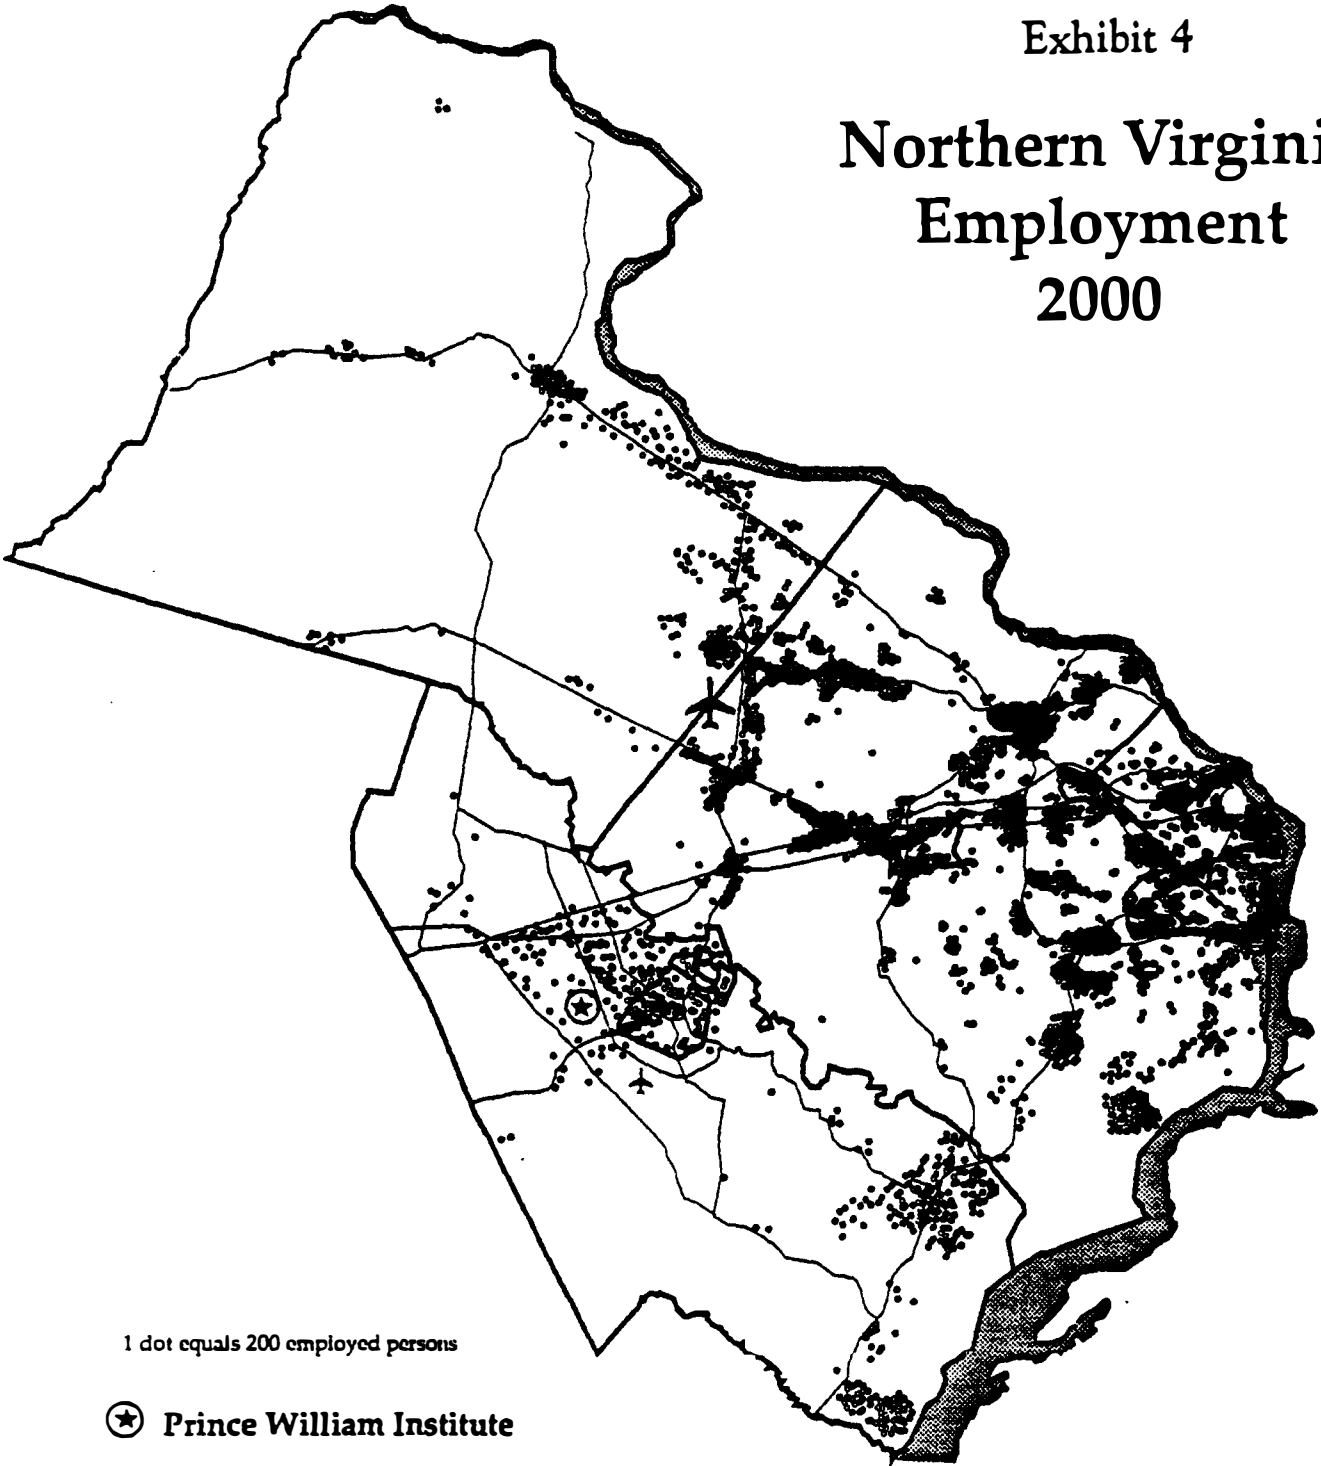 Exhibit 4
Northern Virgini
Employment
2000
1 dot equals 200 employed persons
Prince William Institute